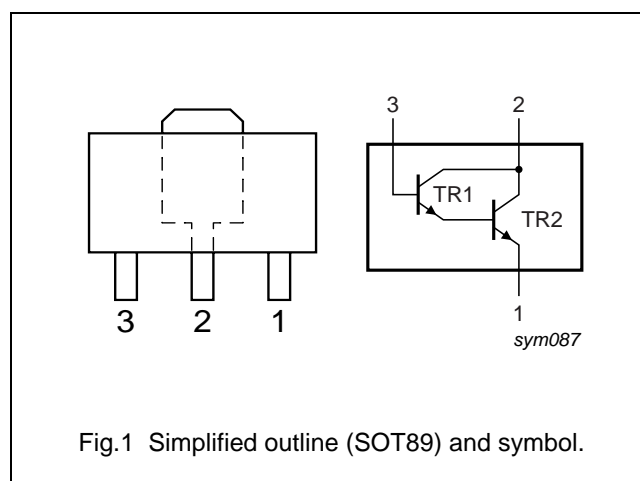 3 2
TR1
TR2
1
sym087
3 2 1
Fig.1 Simplified outline (SOT89) and symbol.